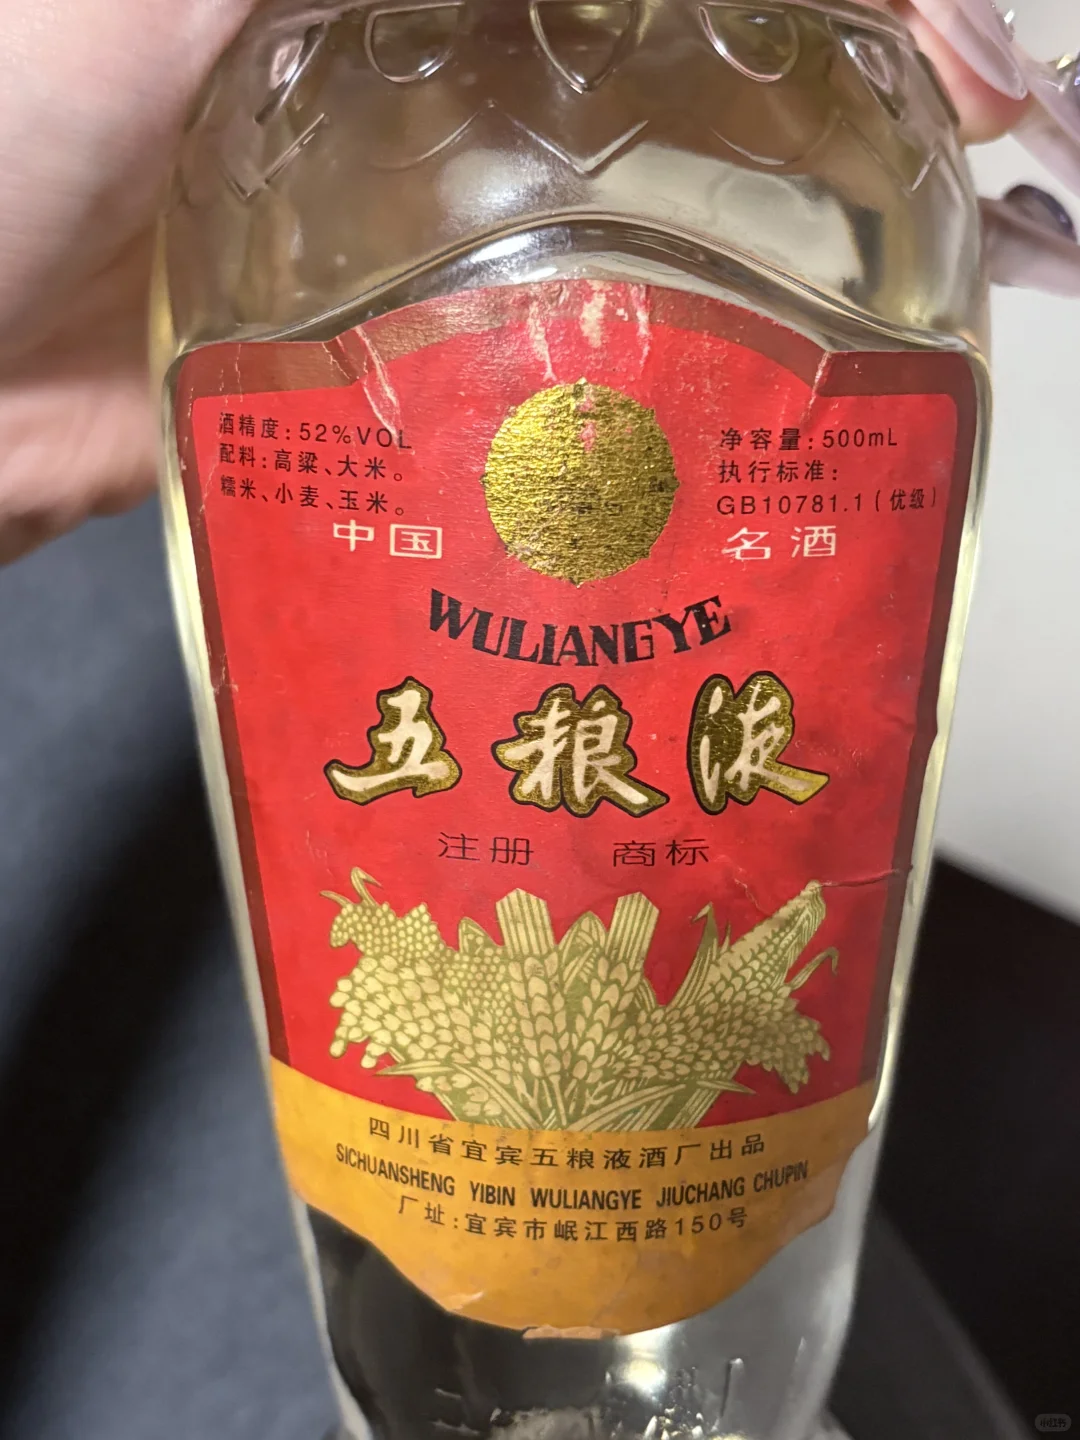 酒精度:52%VOL
配料:高粱、大米。
糯米、小麦、玉米。
净容量:500mL
执行标准:
GB10781.1(优级)
中国 名酒
WULIANGYE
五粮液
注册 商标
四川省宜宾五粮液酒厂出品
SICHUANSHENG YIBIN WULIANGYE JIUCHANG CHUPIN
厂址:宜宾市岷江西路150号
小红书